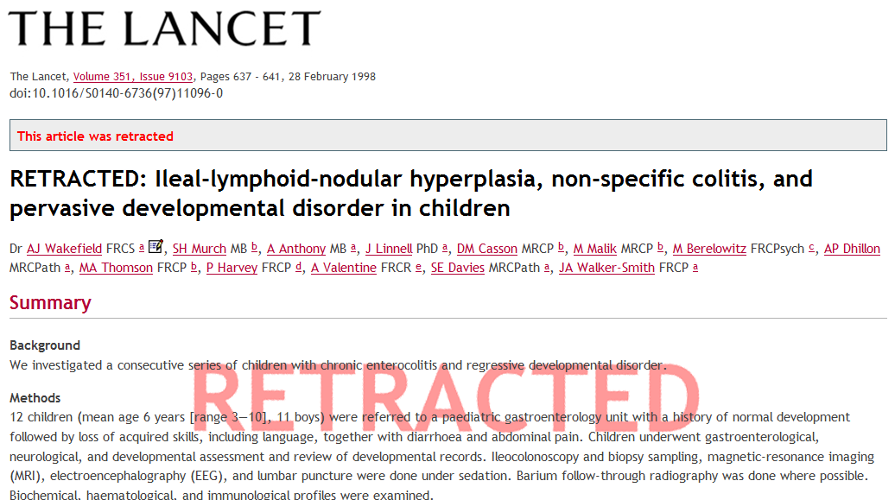 THE LANCET
The Lancet, Volume 351, Issue 9103, Pages 637 - 641, 28 February 1998
doi:10.1016/S0140-6736(97)11096-0
This article was retracted
RETRACTED: Ileal-lymphoid-nodular hyperplasia, non-specific colitis, and
pervasive developmental disorder in children
Dr AJ Wakefield FRCS a, SH Murch MB b, A Anthony MB a, J Linnell PhD a, DM Casson MRCP b, M Malik MRCP b, M Berelowitz FRCPsych c, AP Dhillon
MRCPath a, MA Thomson FRCP b, P Harvey FRCP d, A Valentine FRCR e, SE Davies MRCPath a, JA Walker-Smith FRCP a
Summary
Background
We investigated a consecutive series of children with chronic enterocolitis and regressive developmental disorder.
RETRACTED
Methods
12 children (mean age 6 years [range 3—10], 11 boys) were referred to a paediatric gastroenterology unit with a history of normal development
followed by loss of acquired skills, including language, together with diarrhoea and abdominal pain. Children underwent gastroenterological,
neurological, and developmental assessment and review of developmental records. Ileocolonoscopy and biopsy sampling, magnetic-resonance imaging
(MRI), electroencephalography (EEG), and lumbar puncture were done under sedation. Barium follow-through radiography was done where possible.
Biochemical, haematological, and immunological profiles were examined.